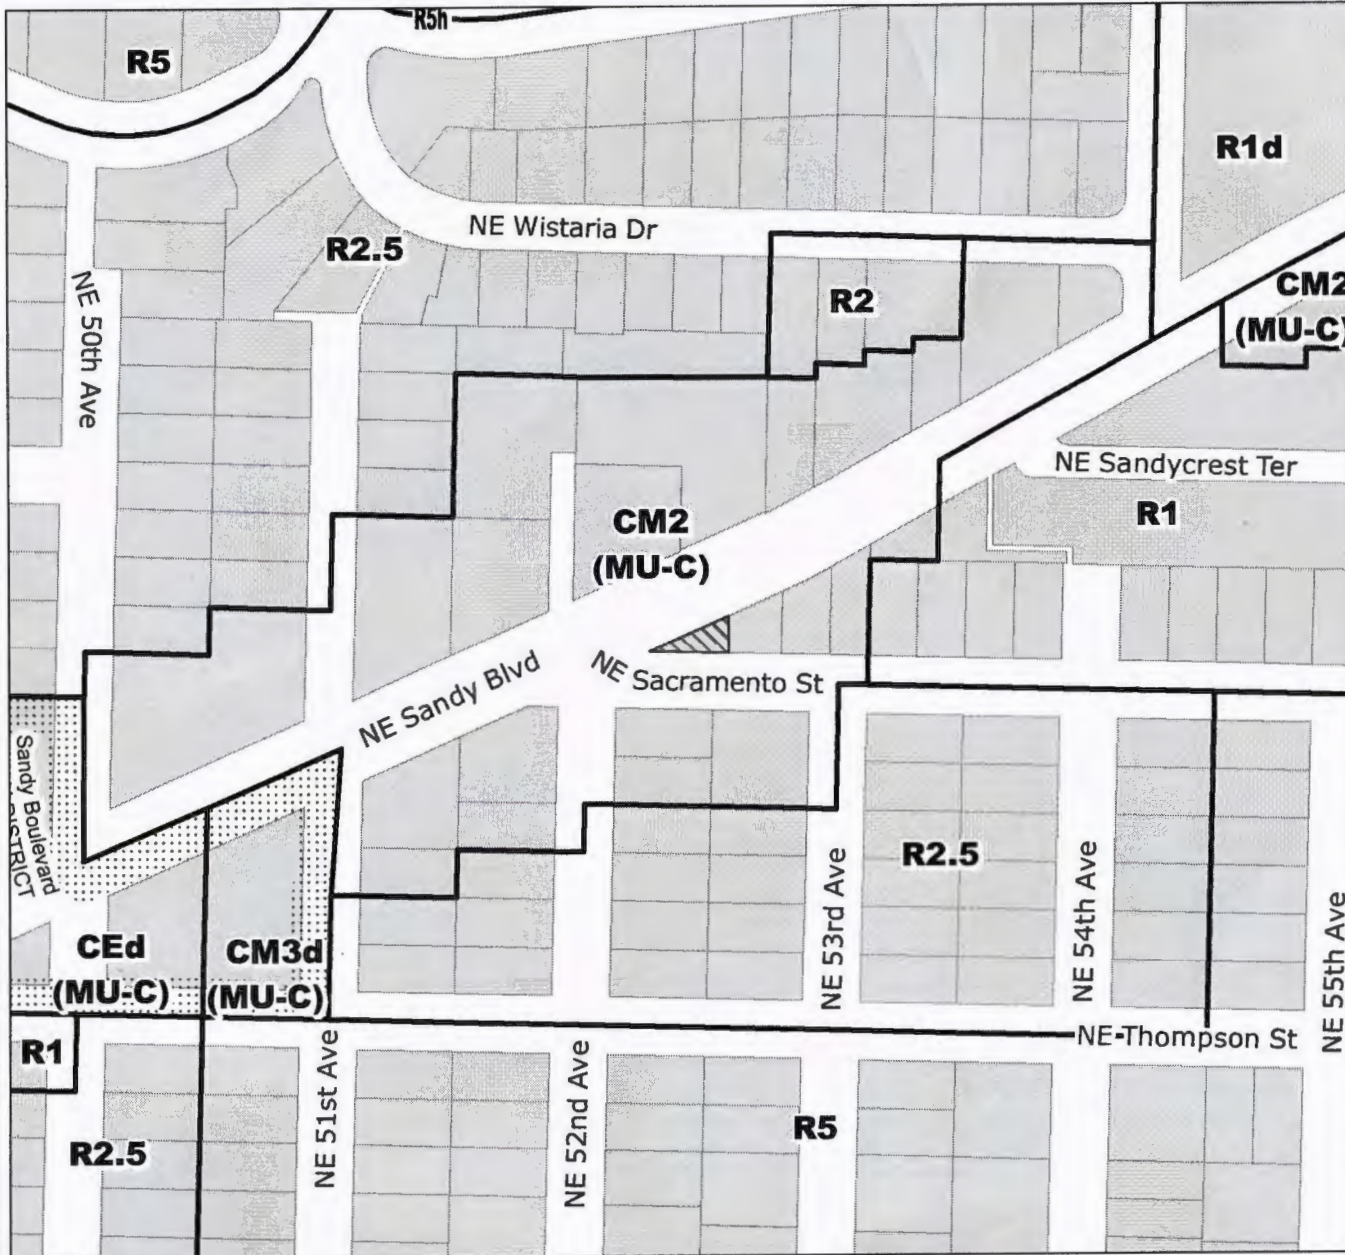 R5h
R5
R1d
NE Wistaria Dr
R2.5
NE 50th Ave
R2
CM2
(MU-C)
NE Sandycrest Ter
R1
CM2
(MU-C)
NE Sacramento St
NE Sandy Blvd
Sandy Boulevard
DISTRICT
R2.5
NE 53rd Ave
NE 54th Ave
NE 55th Ave
CEd
(MU-C)
CM3d
(MU-C)
NE-Thompson St
R1
NE 51st Ave
NE 52nd Ave
R5
R2.5